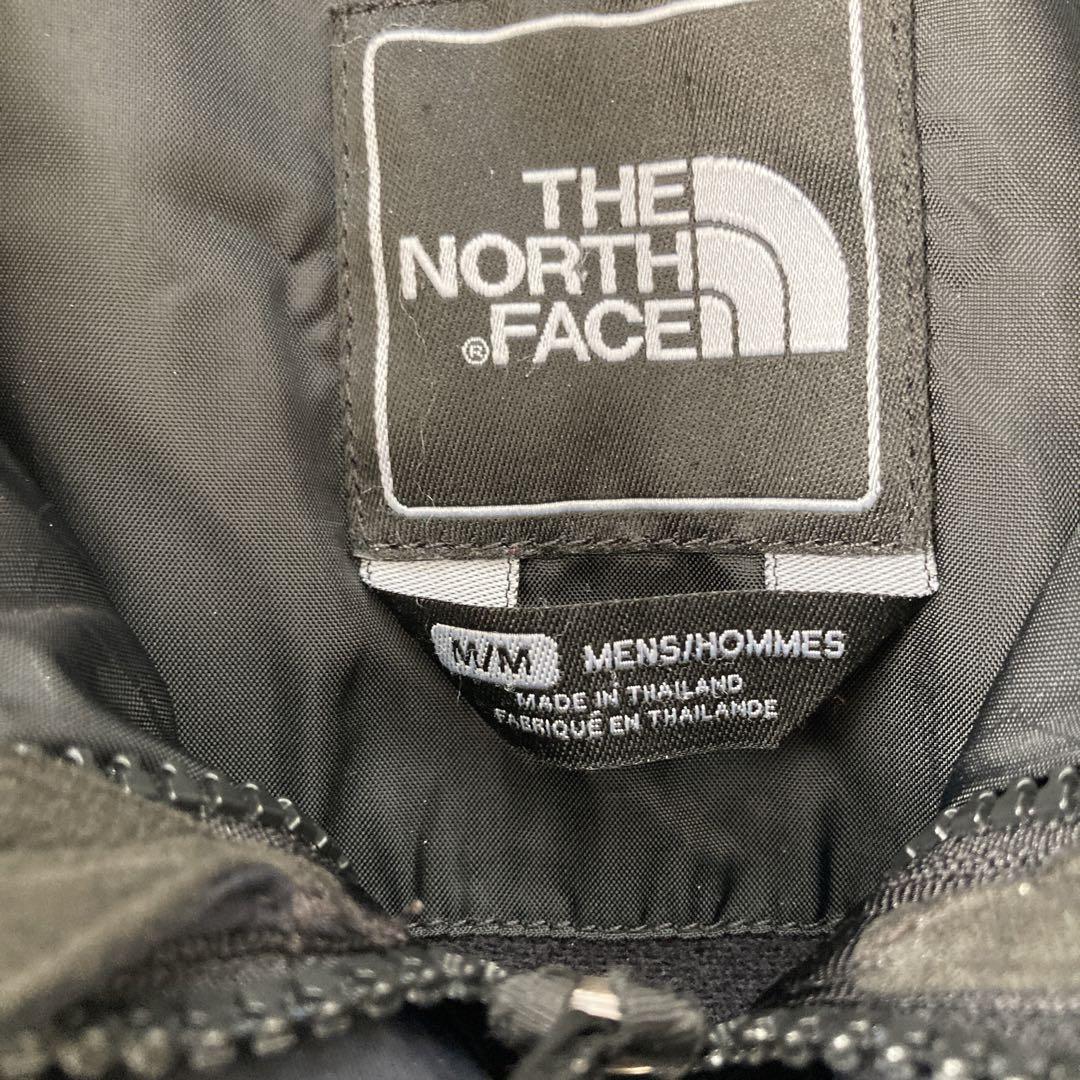 THE
NORTH
® FACE
M/M MENS/HOMMES
MADE IN THAILAND
FABRIQUÉ EN THAILANDE